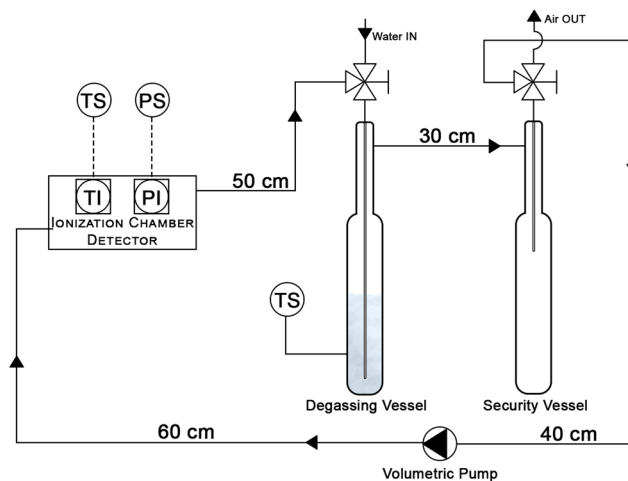 Air OUT
Water IN
TS
PS
30 cm
50 cm
TI
PI
IONIZATION CHAMBER
DETECTOR
TS
Degassing Vessel
Security Vessel
60 cm
40 cm
Volumetric Pump